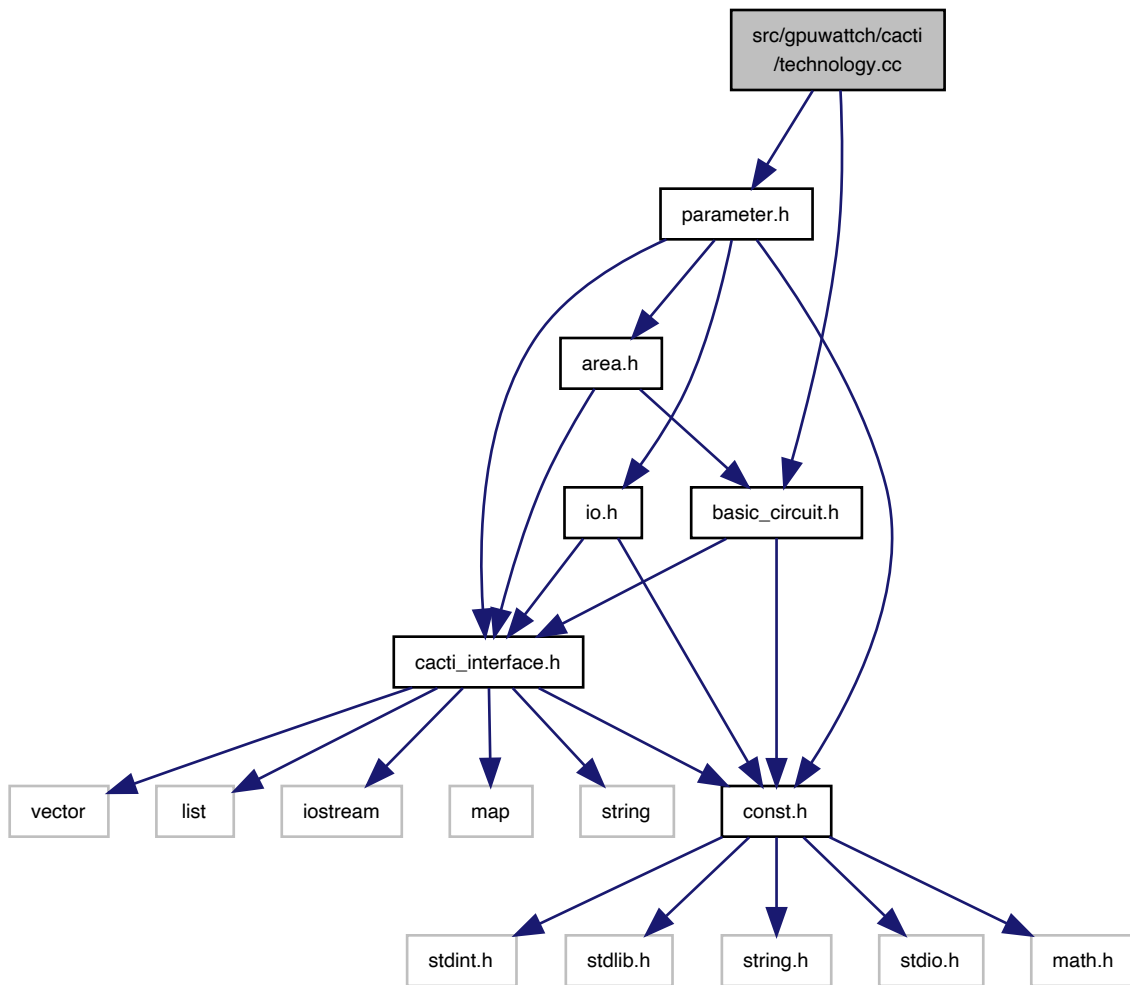 src/gpuwattch/cacti
/technology.cc
parameter.h
area.h
io.h
basic_circuit.h
cacti_interface.h
vector
list
iostream
map
string
const.h
stdint.h
stdlib.h
string.h
stdio.h
math.h